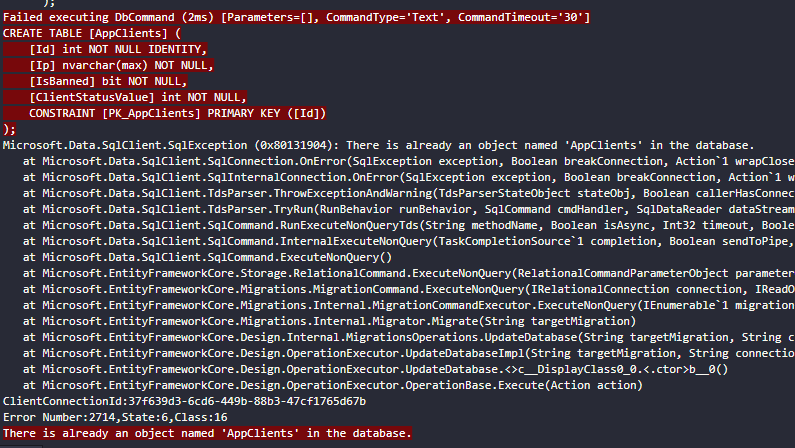 );
Failed executing DbCommand (2ms) [Parameters=[], CommandType='Text', CommandTimeout='30']
CREATE TABLE [AppClients] (
[Id] int NOT NULL IDENTITY,
[Ip] nvarchar(max) NOT NULL,
[IsBanned] bit NOT NULL,
[ClientStatusValue] int NOT NULL,
CONSTRAINT [PK_AppClients] PRIMARY KEY ([Id])
);
Microsoft.Data.SqlClient.SqlException (0x80131904): There is already an object named 'AppClients' in the database.
at Microsoft.Data.SqlClient.SqlConnection.OnError(SqlException exception, Boolean breakConnection, Action`1 wrapClose
at Microsoft.Data.SqlClient.SqlInternalConnection.OnError(SqlException exception, Boolean breakConnection, Action`1 w
at Microsoft.Data.SqlClient.TdsParser.ThrowExceptionAndWarning(TdsParserStateObject stateObj, Boolean callerHasConnec
at Microsoft.Data.SqlClient.TdsParser.TryRun(RunBehavior runBehavior, SqlCommand cmdHandler, SqlDataReader dataStream
at Microsoft.Data.SqlClient.SqlCommand.RunExecuteNonQueryTds(String methodName, Boolean isAsync, Int32 timeout, Boole
at Microsoft.Data.SqlClient.SqlCommand.InternalExecuteNonQuery(TaskCompletionSource`1 completion, Boolean sendToPipe,
at Microsoft.Data.SqlClient.SqlCommand.ExecuteNonQuery()
at Microsoft.EntityFrameworkCore.Storage.RelationalCommand.ExecuteNonQuery(RelationalCommandParameterObject parameter
at Microsoft.EntityFrameworkCore.Migrations.MigrationCommand.ExecuteNonQuery(IRelationalConnection connection, IReadO
at Microsoft.EntityFrameworkCore.Migrations.Internal.MigrationCommandExecutor.ExecuteNonQuery(IEnumerable`1 migration
at Microsoft.EntityFrameworkCore.Migrations.Internal.Migrator.Migrate(String targetMigration)
at Microsoft.EntityFrameworkCore.Design.Internal.MigrationsOperations.UpdateDatabase(String targetMigration, String c
at Microsoft.EntityFrameworkCore.Design.OperationExecutor.UpdateDatabaseImpl(String targetMigration, String connectio
at Microsoft.EntityFrameworkCore.Design.OperationExecutor.UpdateDatabase.<>c__DisplayClass0_0.<.ctor>b__0()
at Microsoft.EntityFrameworkCore.Design.OperationExecutor.OperationBase.Execute(Action action)
ClientConnectionId:37f639d3-6cd6-449b-88b3-47cf1765d67b
Error Number:2714,State:6,Class:16
There is already an object named 'AppClients' in the database.